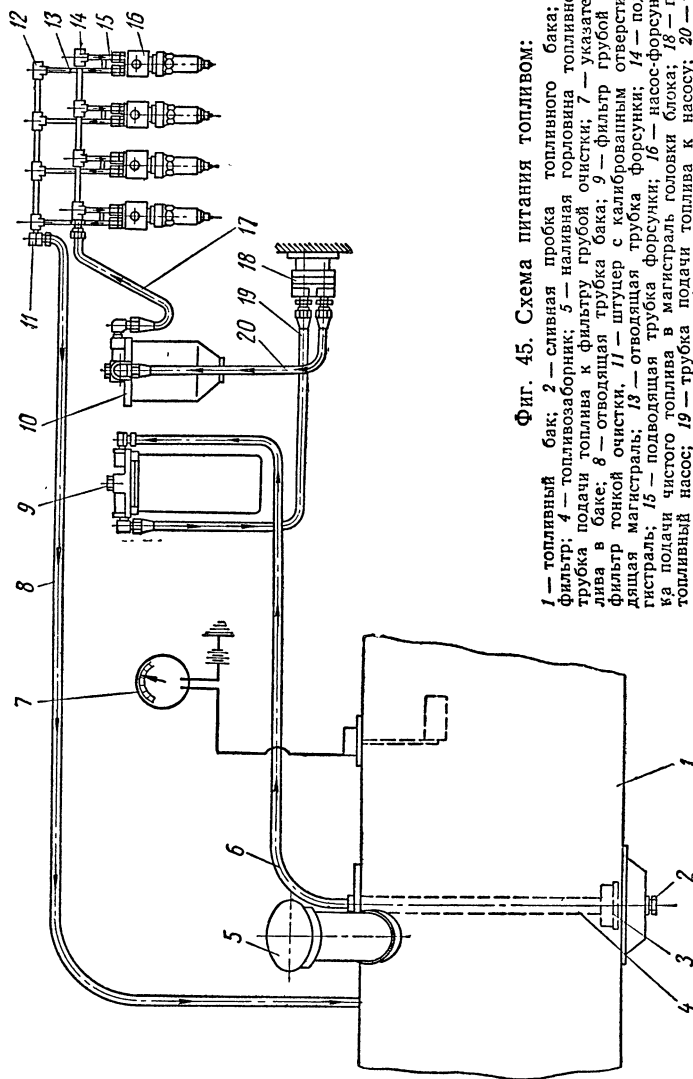 12
13
14
15
16
11
17
18
19
20
10
9
8
7
6
5
1
2
3
4
Фиг. 45. Схема питания топливом:
1 — топливный бак; 2 — сливная пробка топливного бака;
фильтр; 4 — топливозаборник; 5 — наливная горловина топливно
трубка подачи топлива к фильтру грубой очистки; 7 — указате
лива в баке; 8 — отводящая трубка бака; 9 — фильтр грубой
фильтр тонкой очистки, 11 — штуцер с калиброванным отверсти
дящая магистраль; 13 — отводящая трубка форсунки; 14 — по
гистраль; 15 — подводящая трубка форсунки; 16 — насос-форсун
ка подачи чистого топлива в магистраль головки блока; 18 —
топливный насос; 19 — трубка подачи топлива к насосу; 20 —